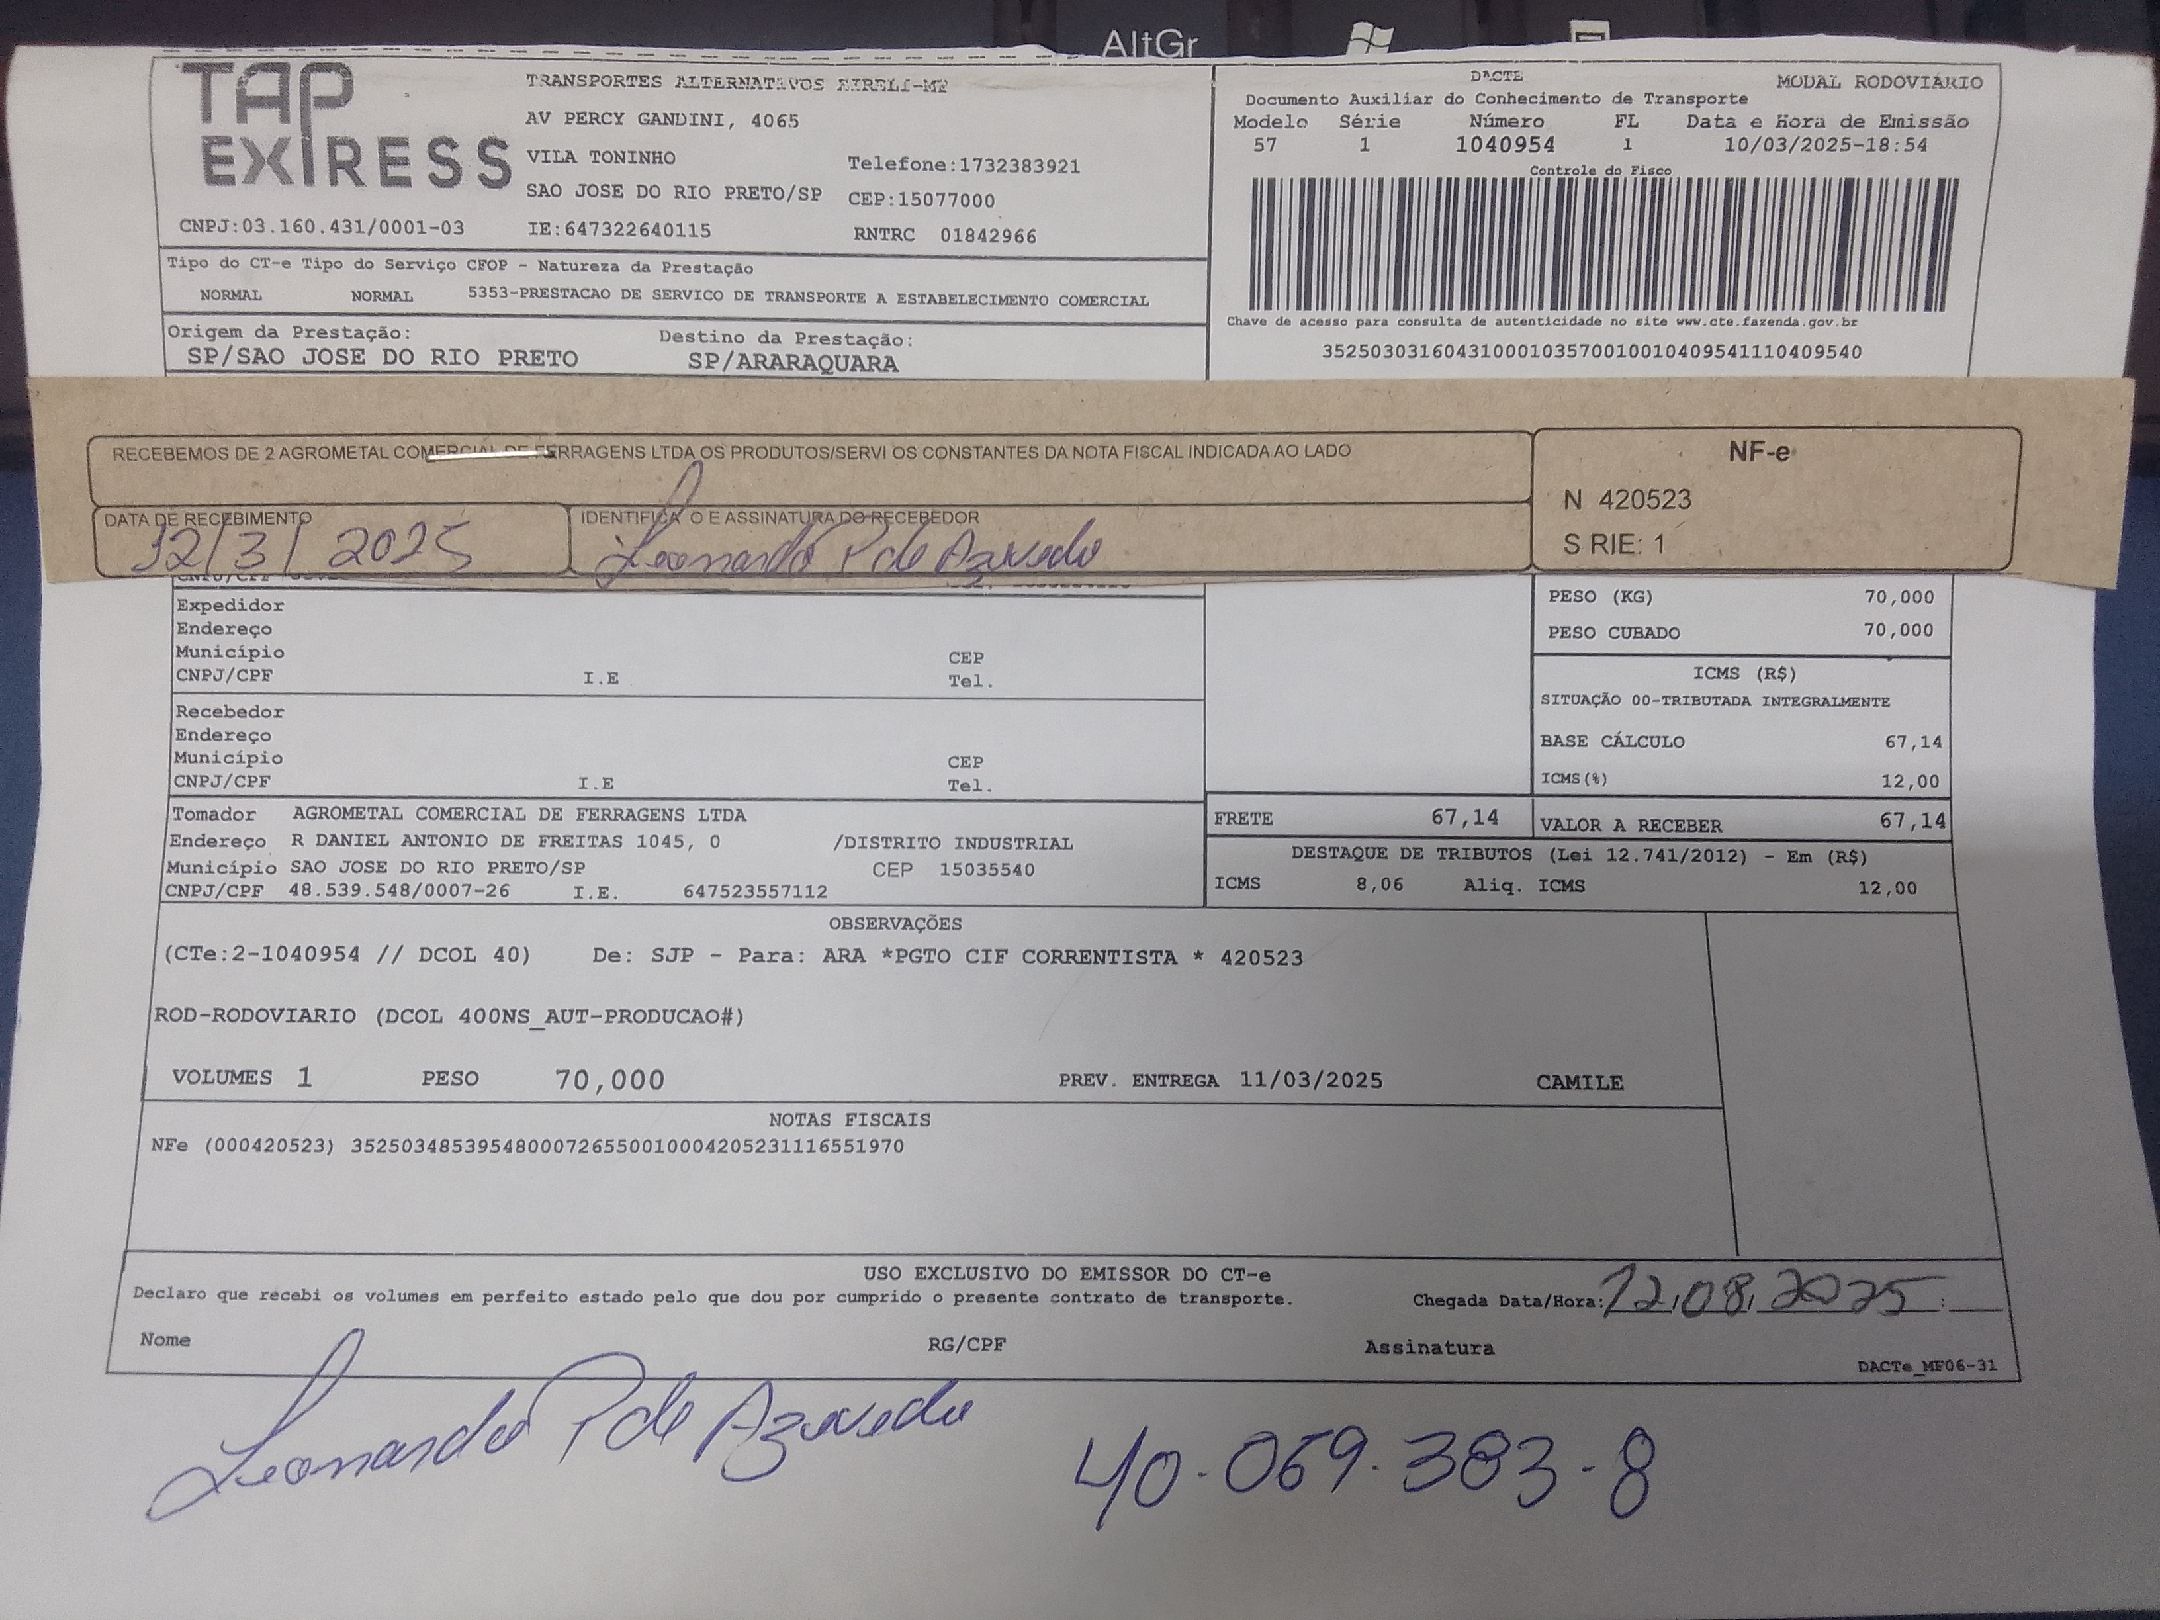 AltGr
TAP
EXPRESS
TRANSPORTES ALTERNATIVOS EIRELI-ME
AV PERCY GANDINI, 4065
VILA TONINHO
Telefone:1732383921
SAO JOSE DO RIO PRETO/SP CEP:15077000
CNPJ:03.160.431/0001-03 IE:647322640115 RNTRC 01842966
DACTE MODAL RODOVIÁRIO
Documento Auxiliar do Conhecimento de Transporte
Modelo Série Número FL Data e Hora de Emissão
57 1 1040954 1 10/03/2025-18:54
Controle do Fisco
Chave de acesso para consulta de autenticidade no site www.cte.fazenda.gov.br
35250303160431000103570010010409541110409540
Tipo do CT-e Tipo do Serviço CFOP - Natureza da Prestação
NORMAL NORMAL 5353-PRESTACAO DE SERVICO DE TRANSPORTE A ESTABELECIMENTO COMERCIAL
Origem da Prestação: Destino da Prestação:
SP/SAO JOSE DO RIO PRETO SP/ARARAQUARA
RECEBEMOS DE 2 AGROMETAL COMERCIAL DE FERRAGENS LTDA OS PRODUTOS/SERVI OS CONSTANTES DA NOTA FISCAL INDICADA AO LADO
NF-e
N 420523
S RIE: 1
DATA DE RECEBIMENTO IDENTIFICA O E ASSINATURA DO RECEBEDOR
12/3/2025 Leonardo P de Azevedo
CNPJ/CPF
Expedidor
Endereço
Município CEP
CNPJ/CPF I.E Tel.
Recebedor
Endereço
Município CEP
CNPJ/CPF I.E Tel.
PESO (KG) 70,000
PESO CUBADO 70,000
ICMS (R$)
SITUAÇÃO 00-TRIBUTADA INTEGRALMENTE
BASE CÁLCULO 67,14
ICMS(%) 12,00
Tomador AGROMETAL COMERCIAL DE FERRAGENS LTDA
Endereço R DANIEL ANTONIO DE FREITAS 1045, 0 /DISTRITO INDUSTRIAL
Município SAO JOSE DO RIO PRETO/SP CEP 15035540
CNPJ/CPF 48.539.548/0007-26 I.E. 647523557112
FRETE 67,14 VALOR A RECEBER 67,14
DESTAQUE DE TRIBUTOS (Lei 12.741/2012) - Em (R$)
ICMS 8,06 Aliq. ICMS 12,00
OBSERVAÇÕES
(CTe:2-1040954 // DCOL 40) De: SJP - Para: ARA *PGTO CIF CORRENTISTA * 420523
ROD-RODOVIARIO (DCOL 400NS_AUT-PRODUCAO#)
VOLUMES 1 PESO 70,000 PREV. ENTREGA 11/03/2025 CAMILE
NOTAS FISCAIS
NFe (000420523) 35250348539548000726550010004205231116551970
USO EXCLUSIVO DO EMISSOR DO CT-e
Declaro que recebi os volumes em perfeito estado pelo que dou por cumprido o presente contrato de transporte. Chegada Data/Hora: 12,08,2025 :
Nome RG/CPF Assinatura
DACTe_MF06-31
Leonardo P de Azevedo 40.069.383-8